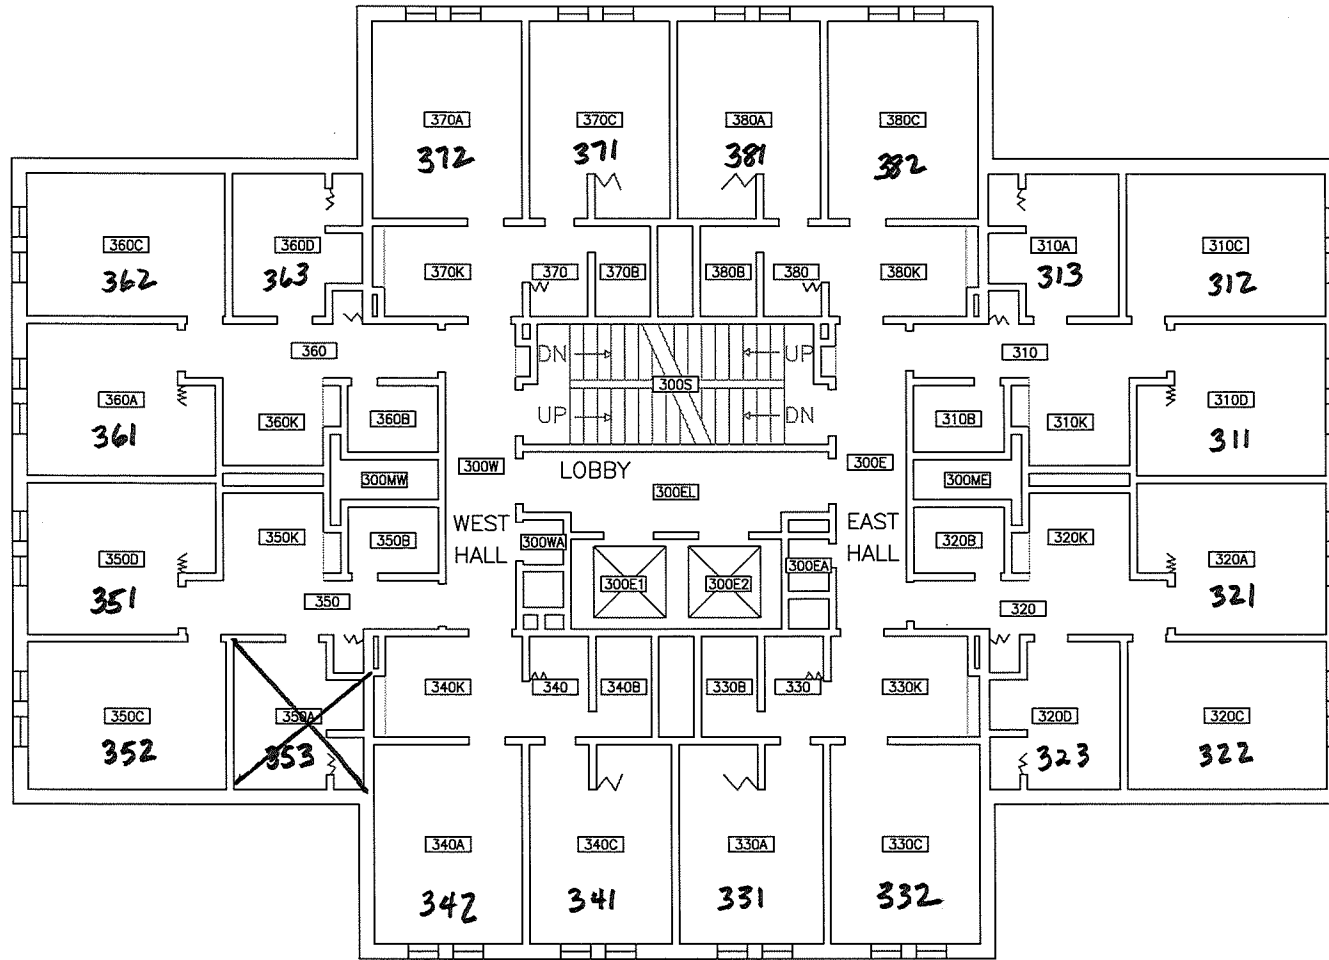 370A 370C 380A 380C
372 371 381 382
360C 360D 370K 370 370B 380B 380 380K 310A 310C
362 363 313 312
360 DN UP 310
300S
360A 360K 360B UP DN 310B 310K 310D
361 311
300W LOBBY 300E
300MW 300EL 300ME
350K 350B WEST HALL 300WA EAST HALL 320B 320K
350D 300E1 300E2 300EA 320A
351 321
350 320
340K 340 340B 330B 330 330K
350C 350A 320D 320C
352 353 323 322
340A 340C 330A 330C
342 341 331 332